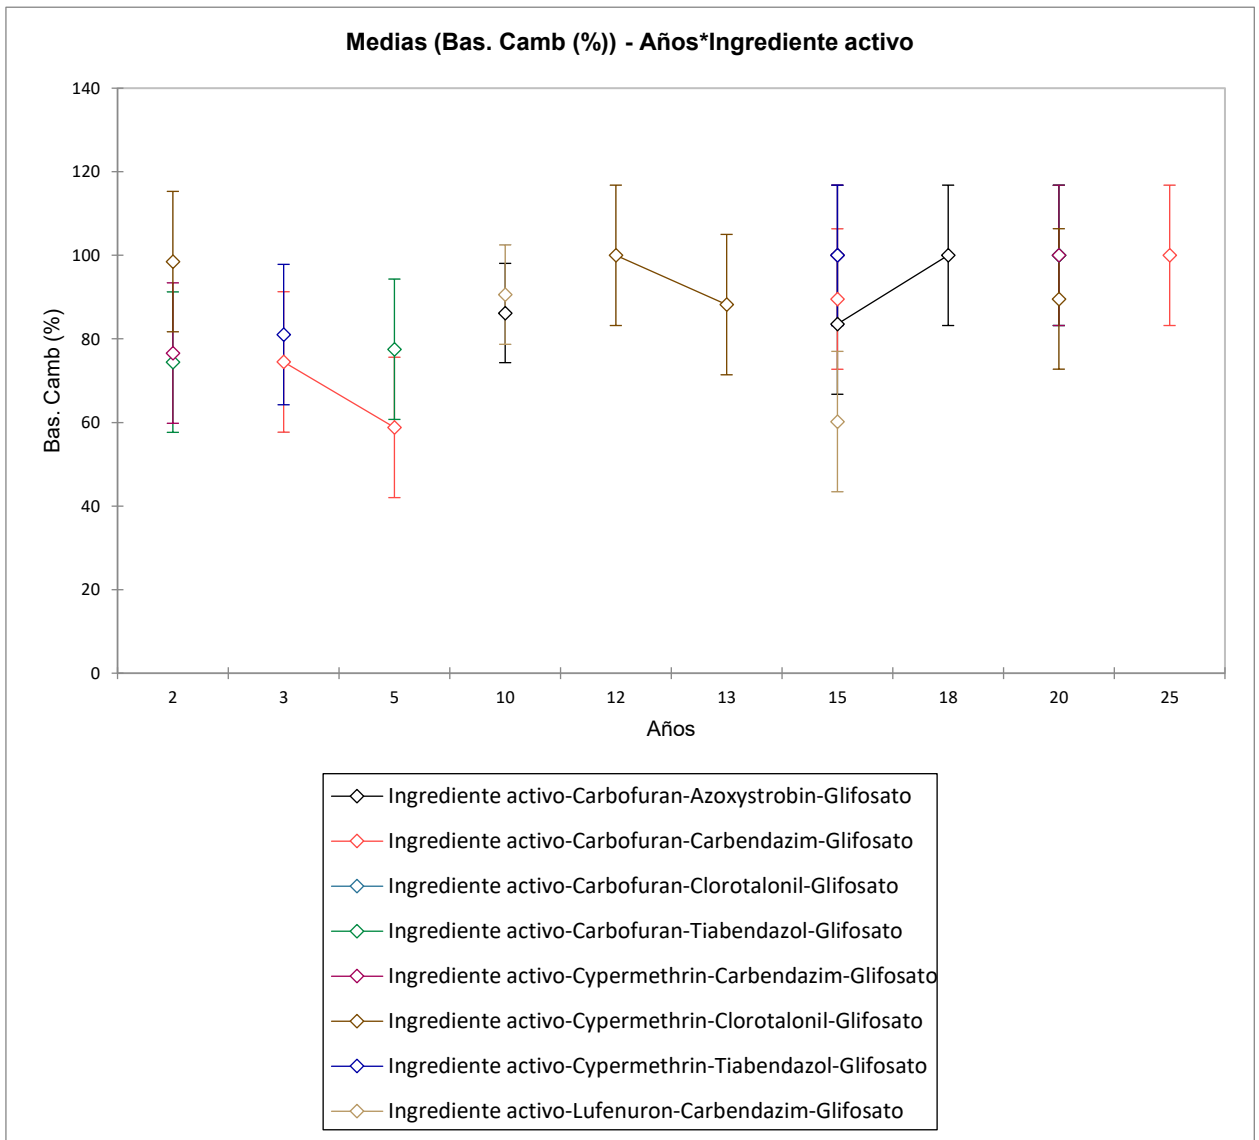 Medias (Bas. Camb (%)) - Años*Ingrediente activo
140
120
100
80
60
40
20
0
Bas. Camb (%)
2 3 5 10 12 13 15 18 20 25
Años
Ingrediente activo-Carbofuran-Azoxystrobin-Glifosato
Ingrediente activo-Carbofuran-Carbendazim-Glifosato
Ingrediente activo-Carbofuran-Clorotalonil-Glifosato
Ingrediente activo-Carbofuran-Tiabendazol-Glifosato
Ingrediente activo-Cypermethrin-Carbendazim-Glifosato
Ingrediente activo-Cypermethrin-Clorotalonil-Glifosato
Ingrediente activo-Cypermethrin-Tiabendazol-Glifosato
Ingrediente activo-Lufenuron-Carbendazim-Glifosato